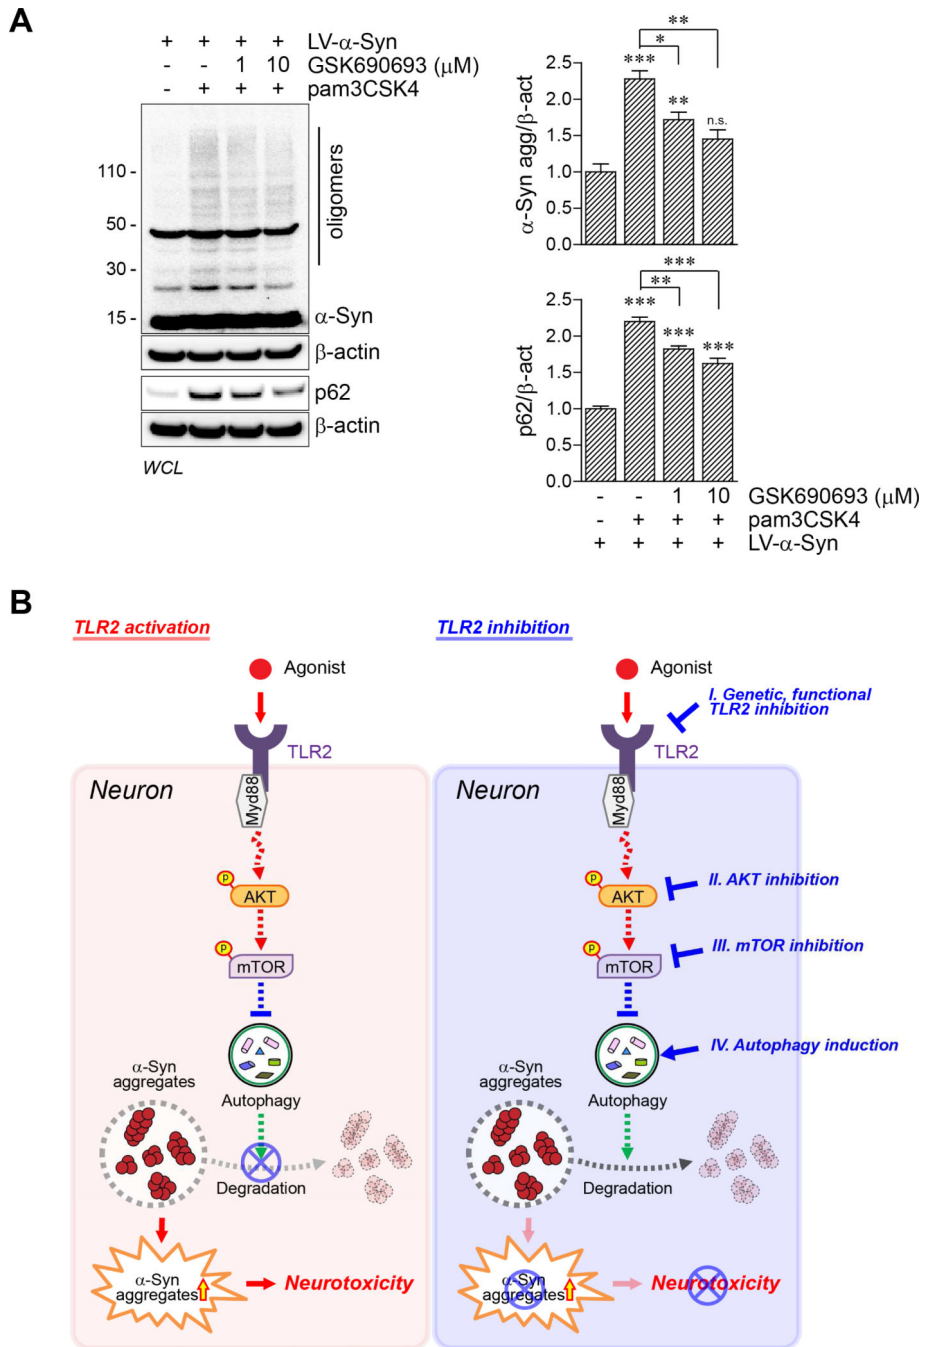 A
+ + + + LV-α-Syn
- - 1 10 GSK690693 (μM)
- + + + pam3CSK4
110 -
50 -
30 -
15 -
oligomers
α-Syn
β-actin
p62
β-actin
WCL
α-Syn agg/β-act
2.5
2.0
1.5
1.0
0.5
0.0
**
*
***
**
n.s.
p62/β-act
2.5
2.0
1.5
1.0
0.5
0.0
***
**
***
***
***
- - 1 10 GSK690693 (μM)
- + + + pam3CSK4
+ + + + LV-α-Syn
B
TLR2 activation
Agonist
TLR2
Neuron
Myd88
p
AKT
p
mTOR
Autophagy
α-Syn
aggregates
Degradation
α-Syn
aggregates
Neurotoxicity
TLR2 inhibition
Agonist
I. Genetic, functional
TLR2 inhibition
TLR2
Neuron
Myd88
p
AKT
II. AKT inhibition
p
mTOR
III. mTOR inhibition
IV. Autophagy induction
Autophagy
α-Syn
aggregates
Degradation
α-Syn
aggregates
Neurotoxicity